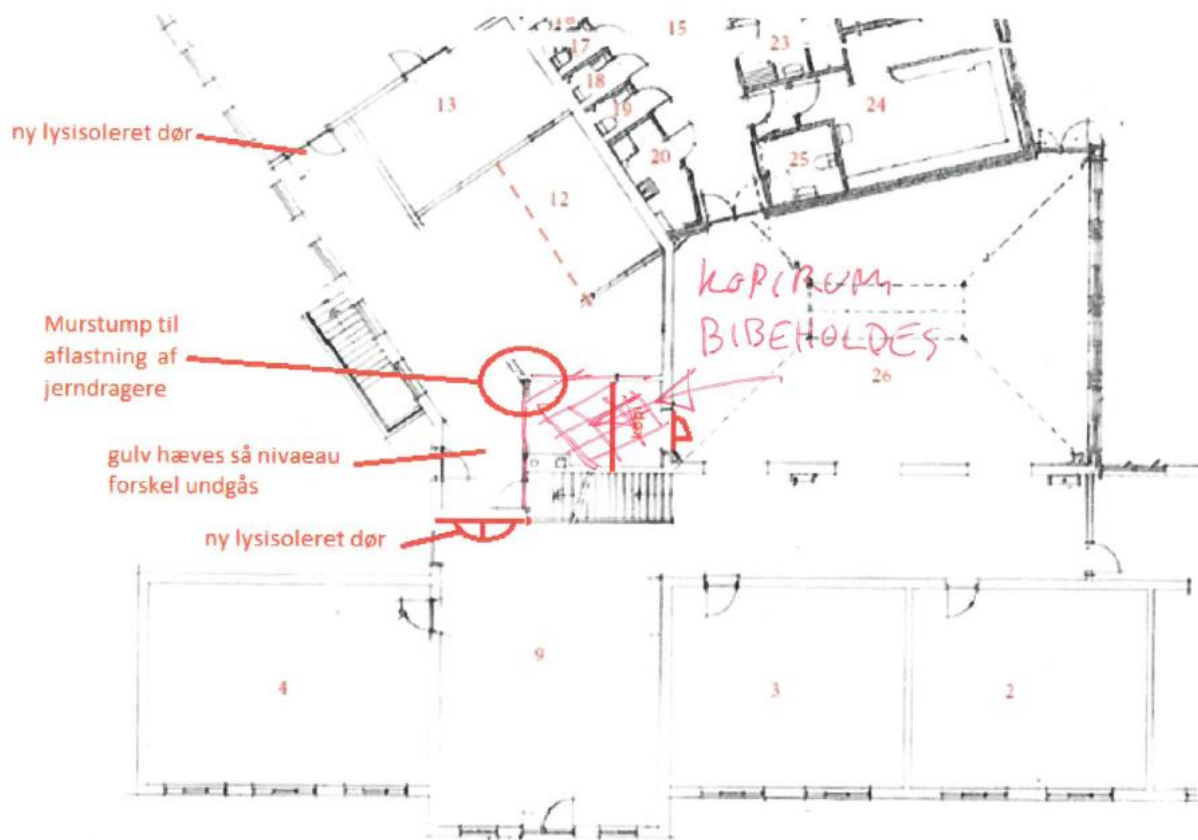 15
17
23
18
13
24
19
ny lysisoleret dør
20
25
12
KOPIRUM
BIBEHOLDES
Murstump til
aflastning af
jerndragere
26
kopi
gulv hæves så nivaeau
forskel undgås
ny lysisoleret dør
9
4
3
2